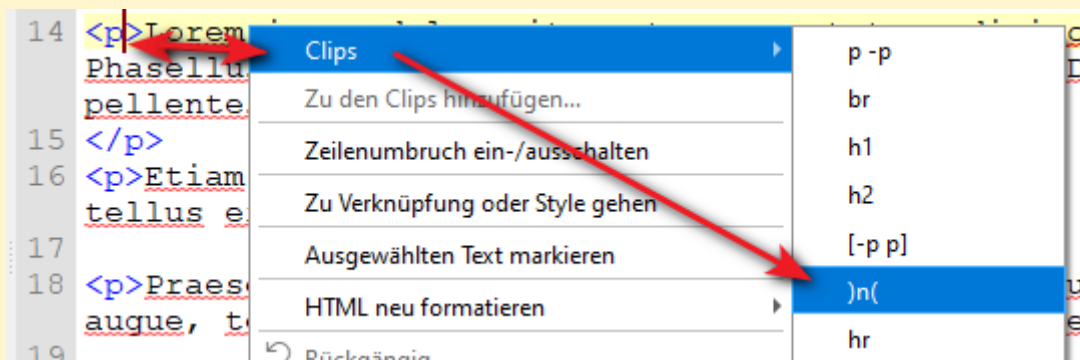 14 <p>Lorem
Phasellu
pellente
15 </p>
16 <p>Etiam
tellus e
17
18 <p>Praes
augue, t
19
Clips
Zu den Clips hinzufügen...
Zeilenumbruch ein-/ausschalten
Zu Verknüpfung oder Style gehen
Ausgewählten Text markieren
HTML neu formatieren
Rückgängig
p -p
br
h1
h2
[-p p]
)n(
hr